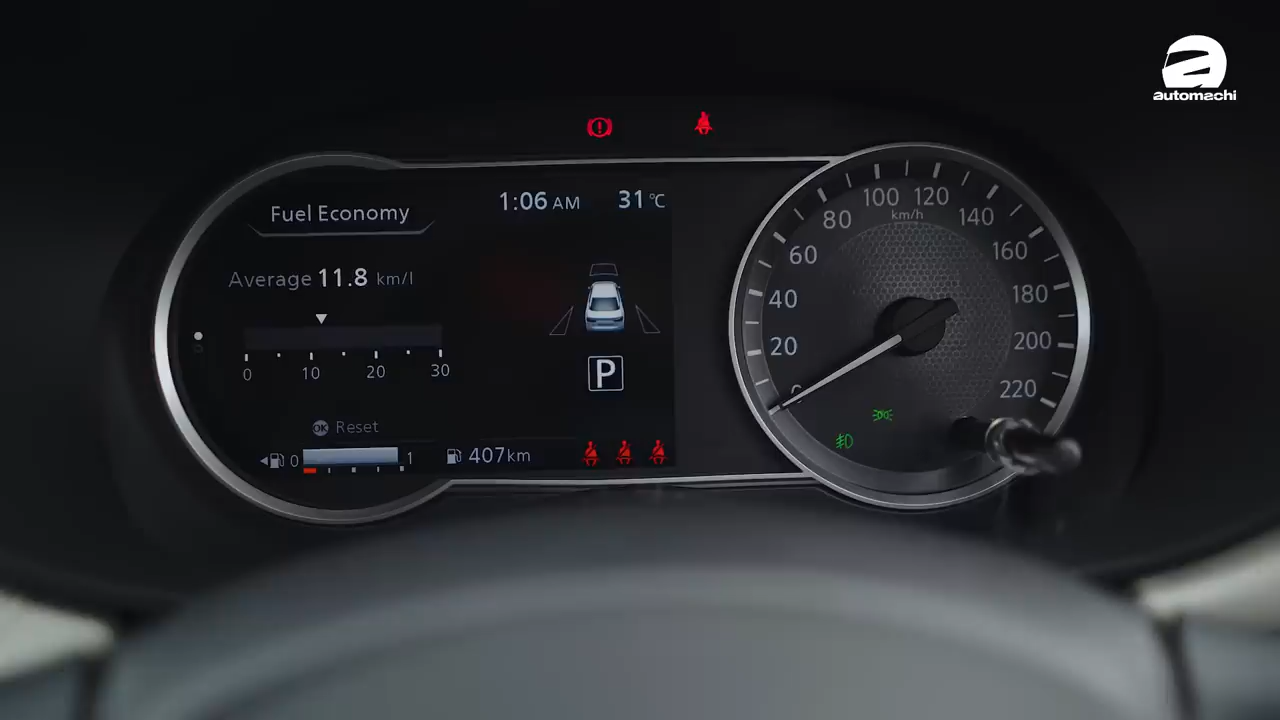 automachi
1:06 AM 31°C
Fuel Economy
Average 11.8 km/l
0 10 20 30
OK Reset
0 1 407km
P
0 20 40 60 80 100 120 140 160 180 200 220
km/h